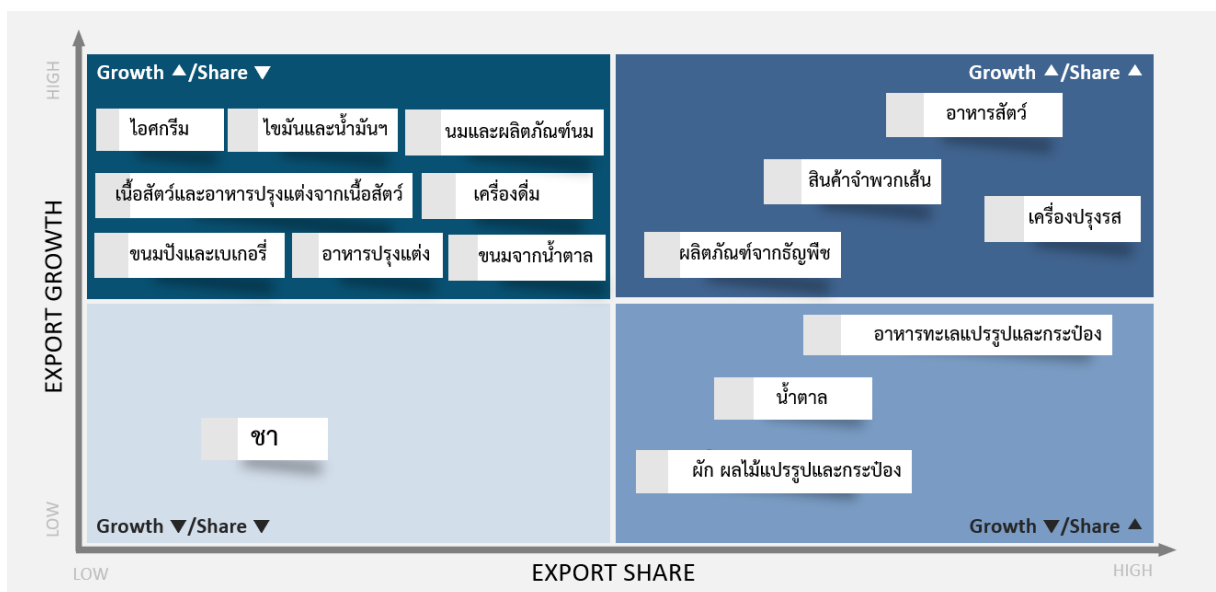 HIGH
Growth ▲/Share ▼
Growth ▲/Share ▲
ไอศกรีม
ไขมันและน้ำมันฯ
นมและผลิตภัณฑ์นม
อาหารสัตว์
เนื้อสัตว์และอาหารปรุงแต่งจากเนื้อสัตว์
เครื่องดื่ม
สินค้าจำพวกเส้น
เครื่องปรุงรส
ขนมปังและเบเกอรี่
อาหารปรุงแต่ง
ขนมจากน้ำตาล
ผลิตภัณฑ์จากธัญพืช
EXPORT GROWTH
อาหารทะเลแปรรูปและกระป๋อง
น้ำตาล
ชา
ผัก ผลไม้แปรรูปและกระป๋อง
LOW
Growth ▼/Share ▼
Growth ▼/Share ▲
LOW
EXPORT SHARE
HIGH